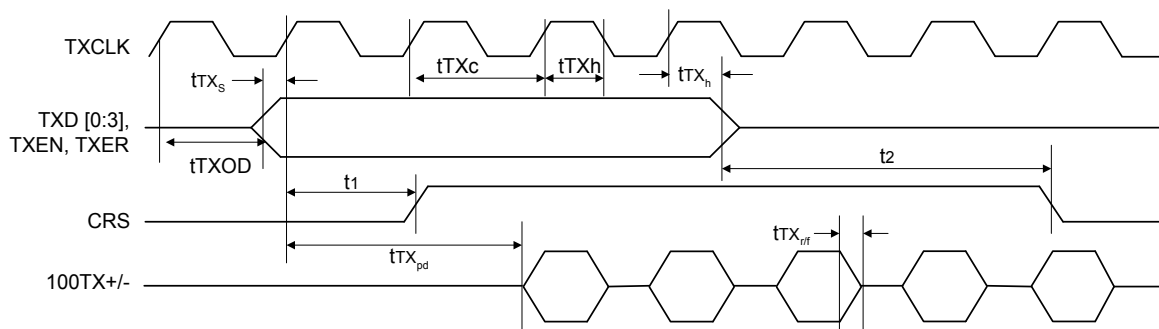 TXCLK
tTXc
tTXh
tTXh
tTXS
TXD [0:3],
TXEN, TXER
tTXOD
t2
t1
CRS
tTXpd
tTXr/f
100TX+/-